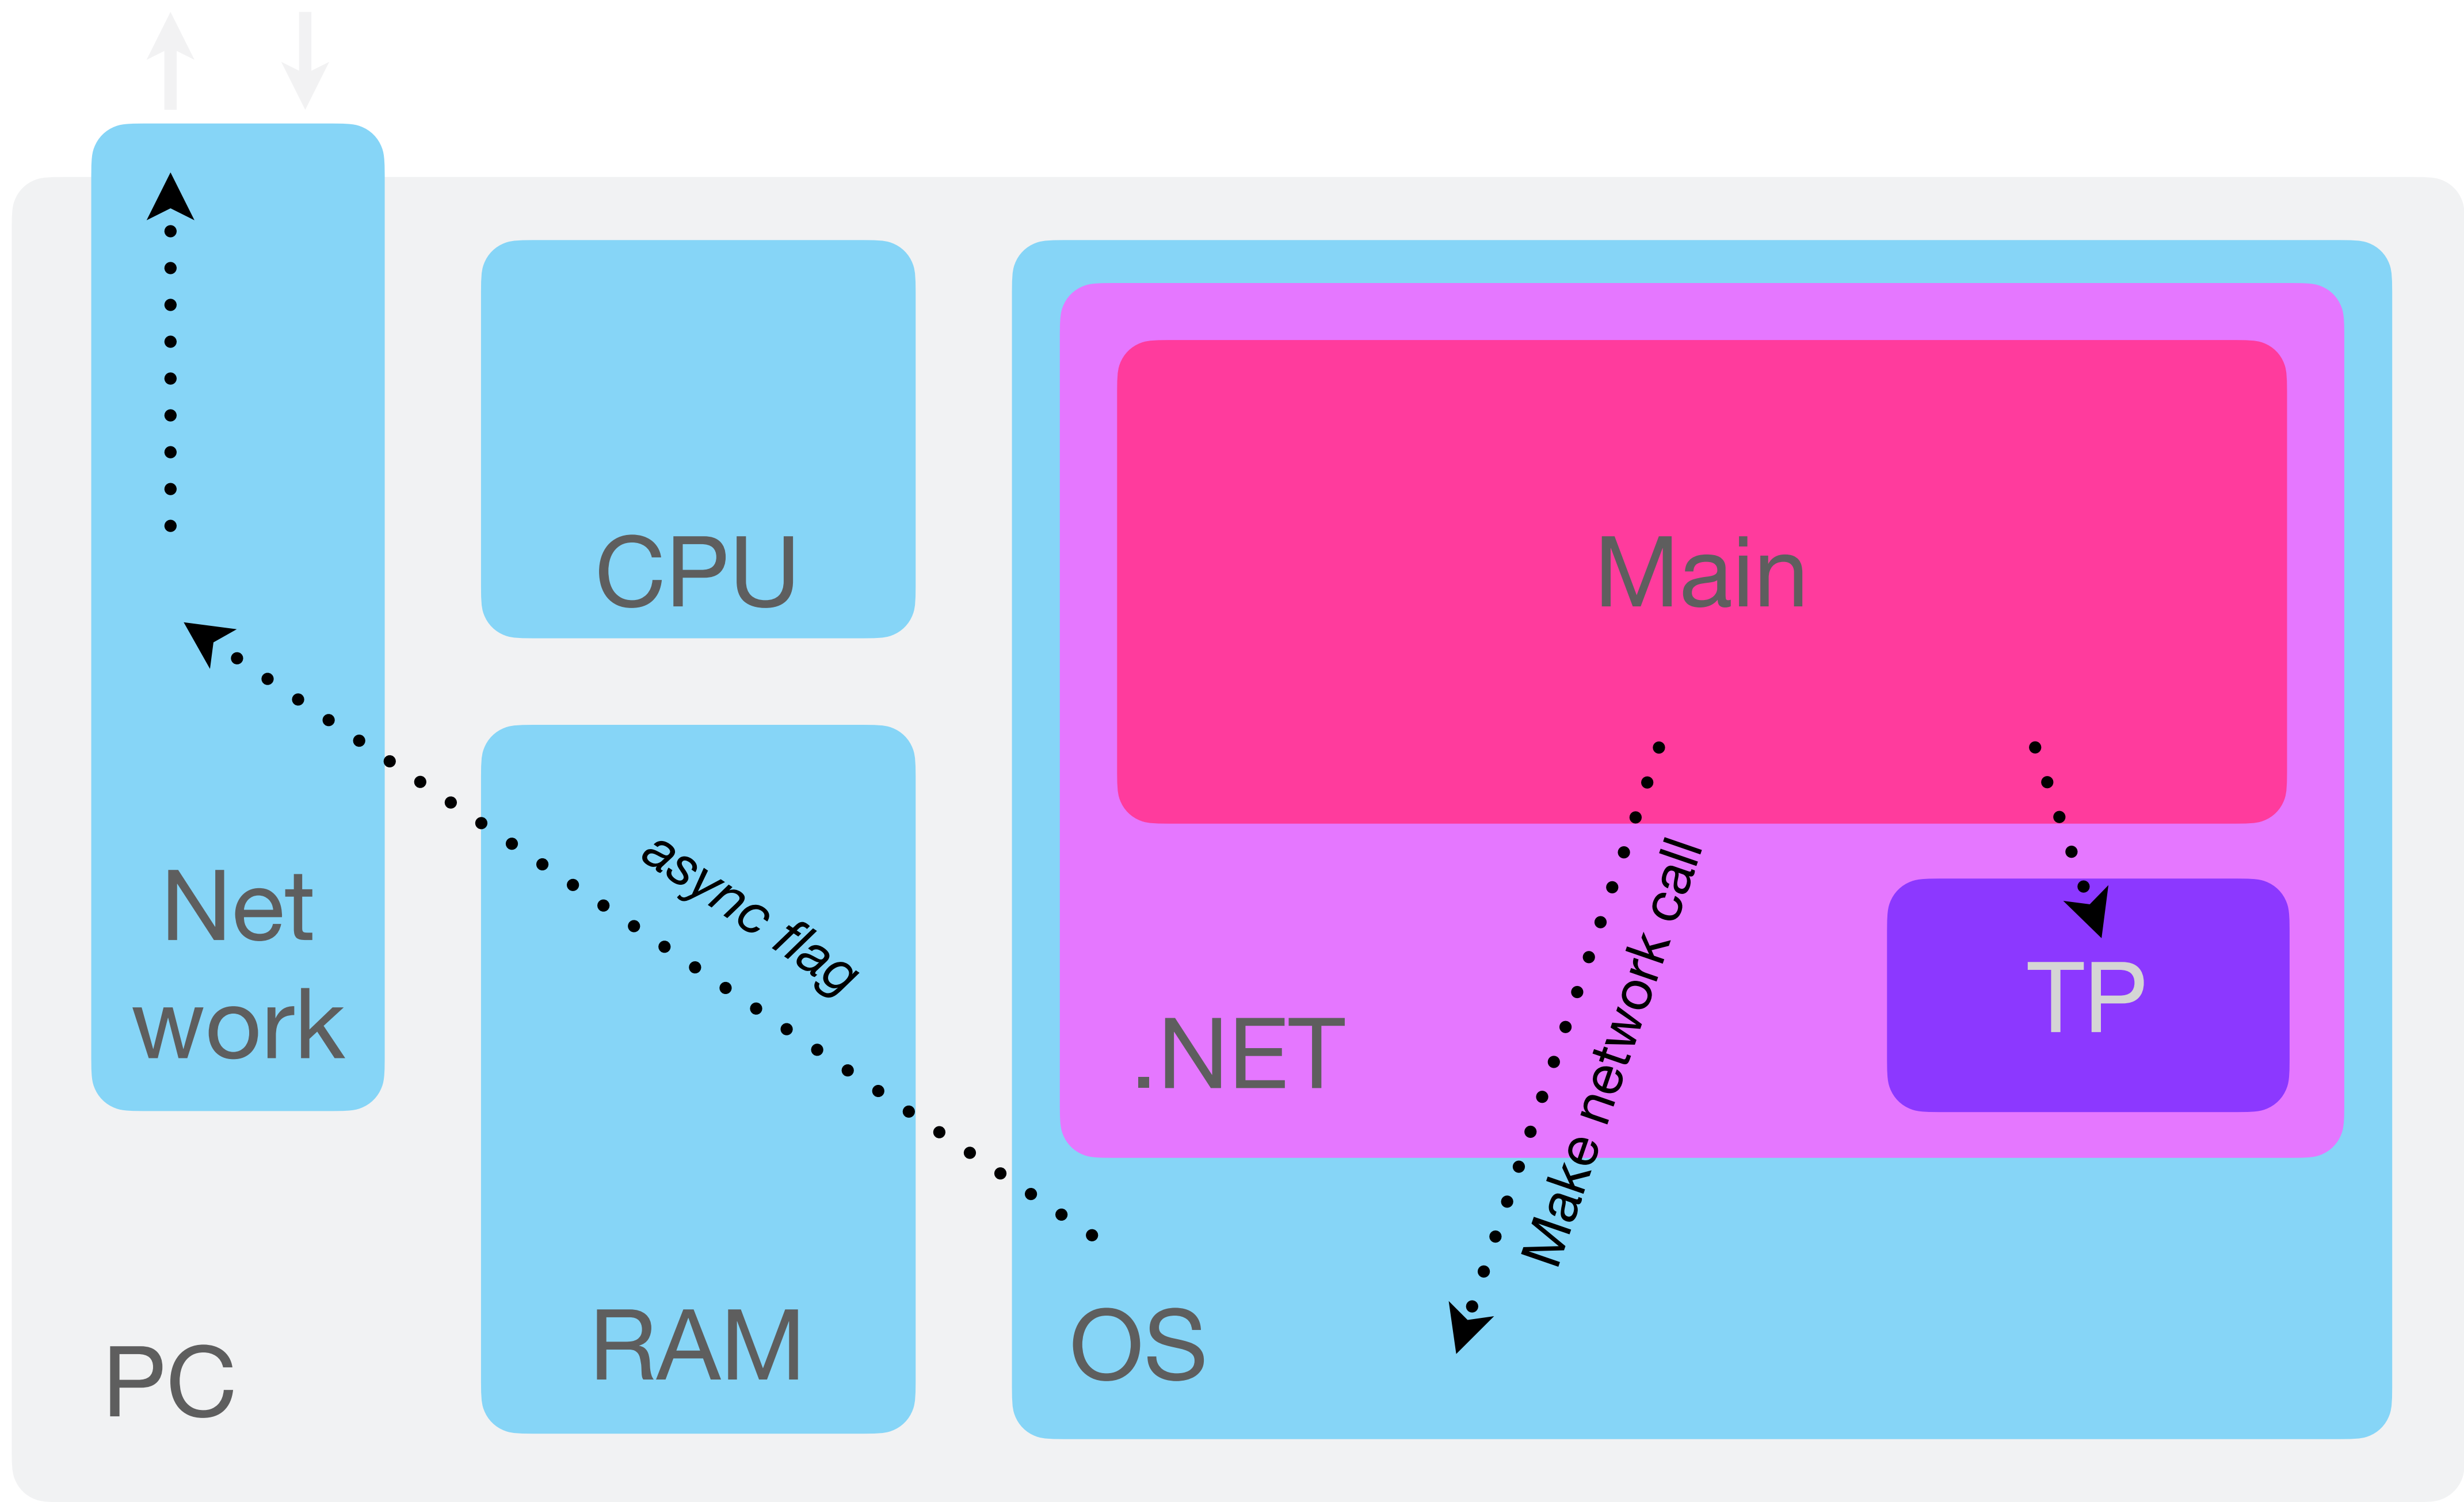 CPU
Main
async flag
Make network call
Net
work
TP
.NET
RAM
OS
PC